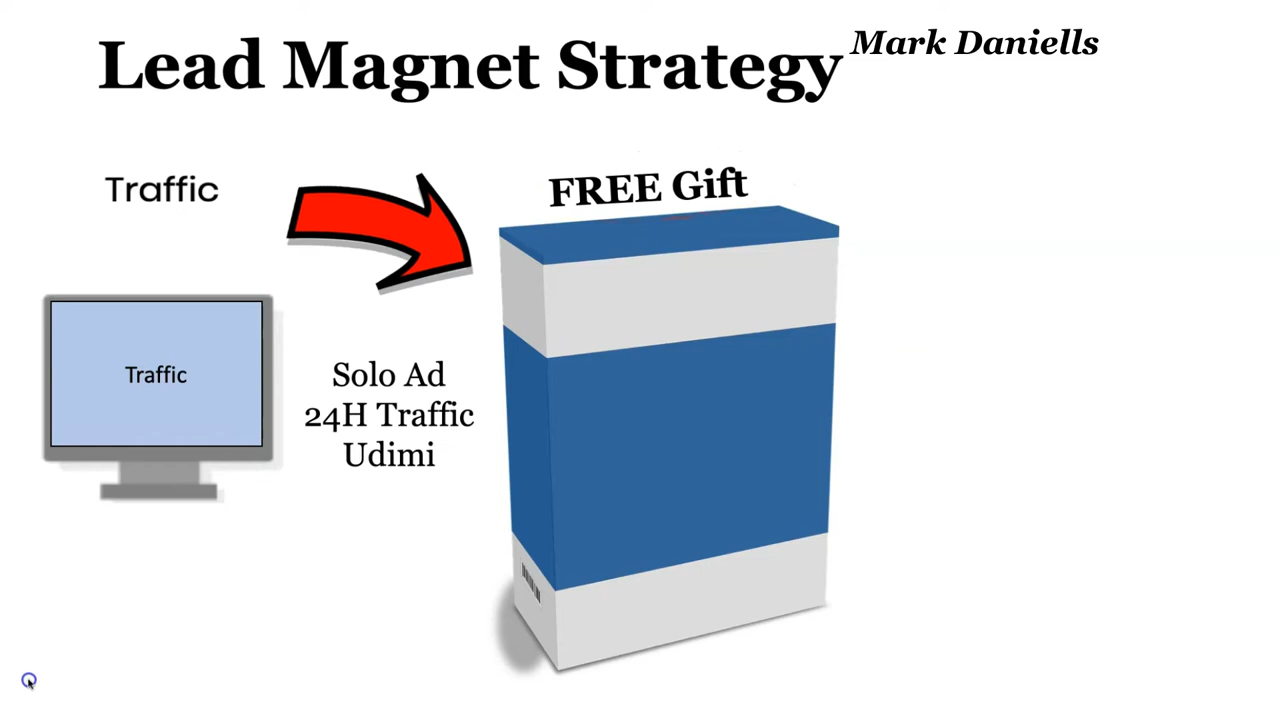 Lead Magnet Strategy
Mark Daniells
Traffic
FREE Gift
Traffic
Solo Ad
24H Traffic
Udimi